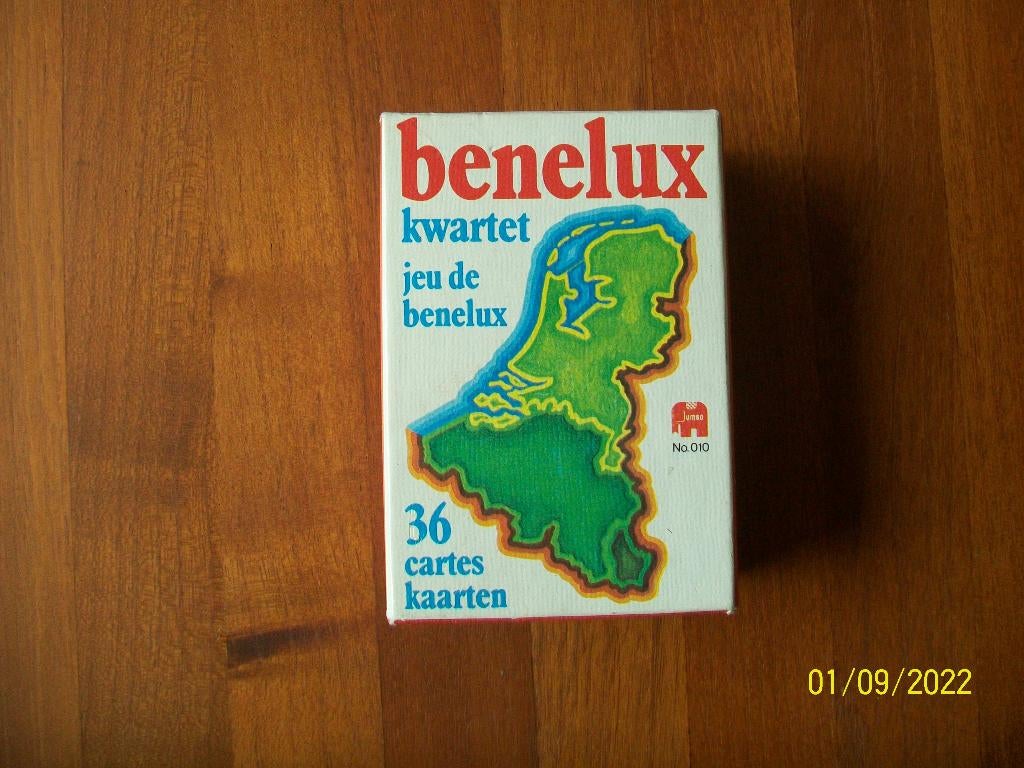 benelux
kwartet
jeu de
benelux
Jumbo
No. 010
36
cartes
kaarten
01/09/2022